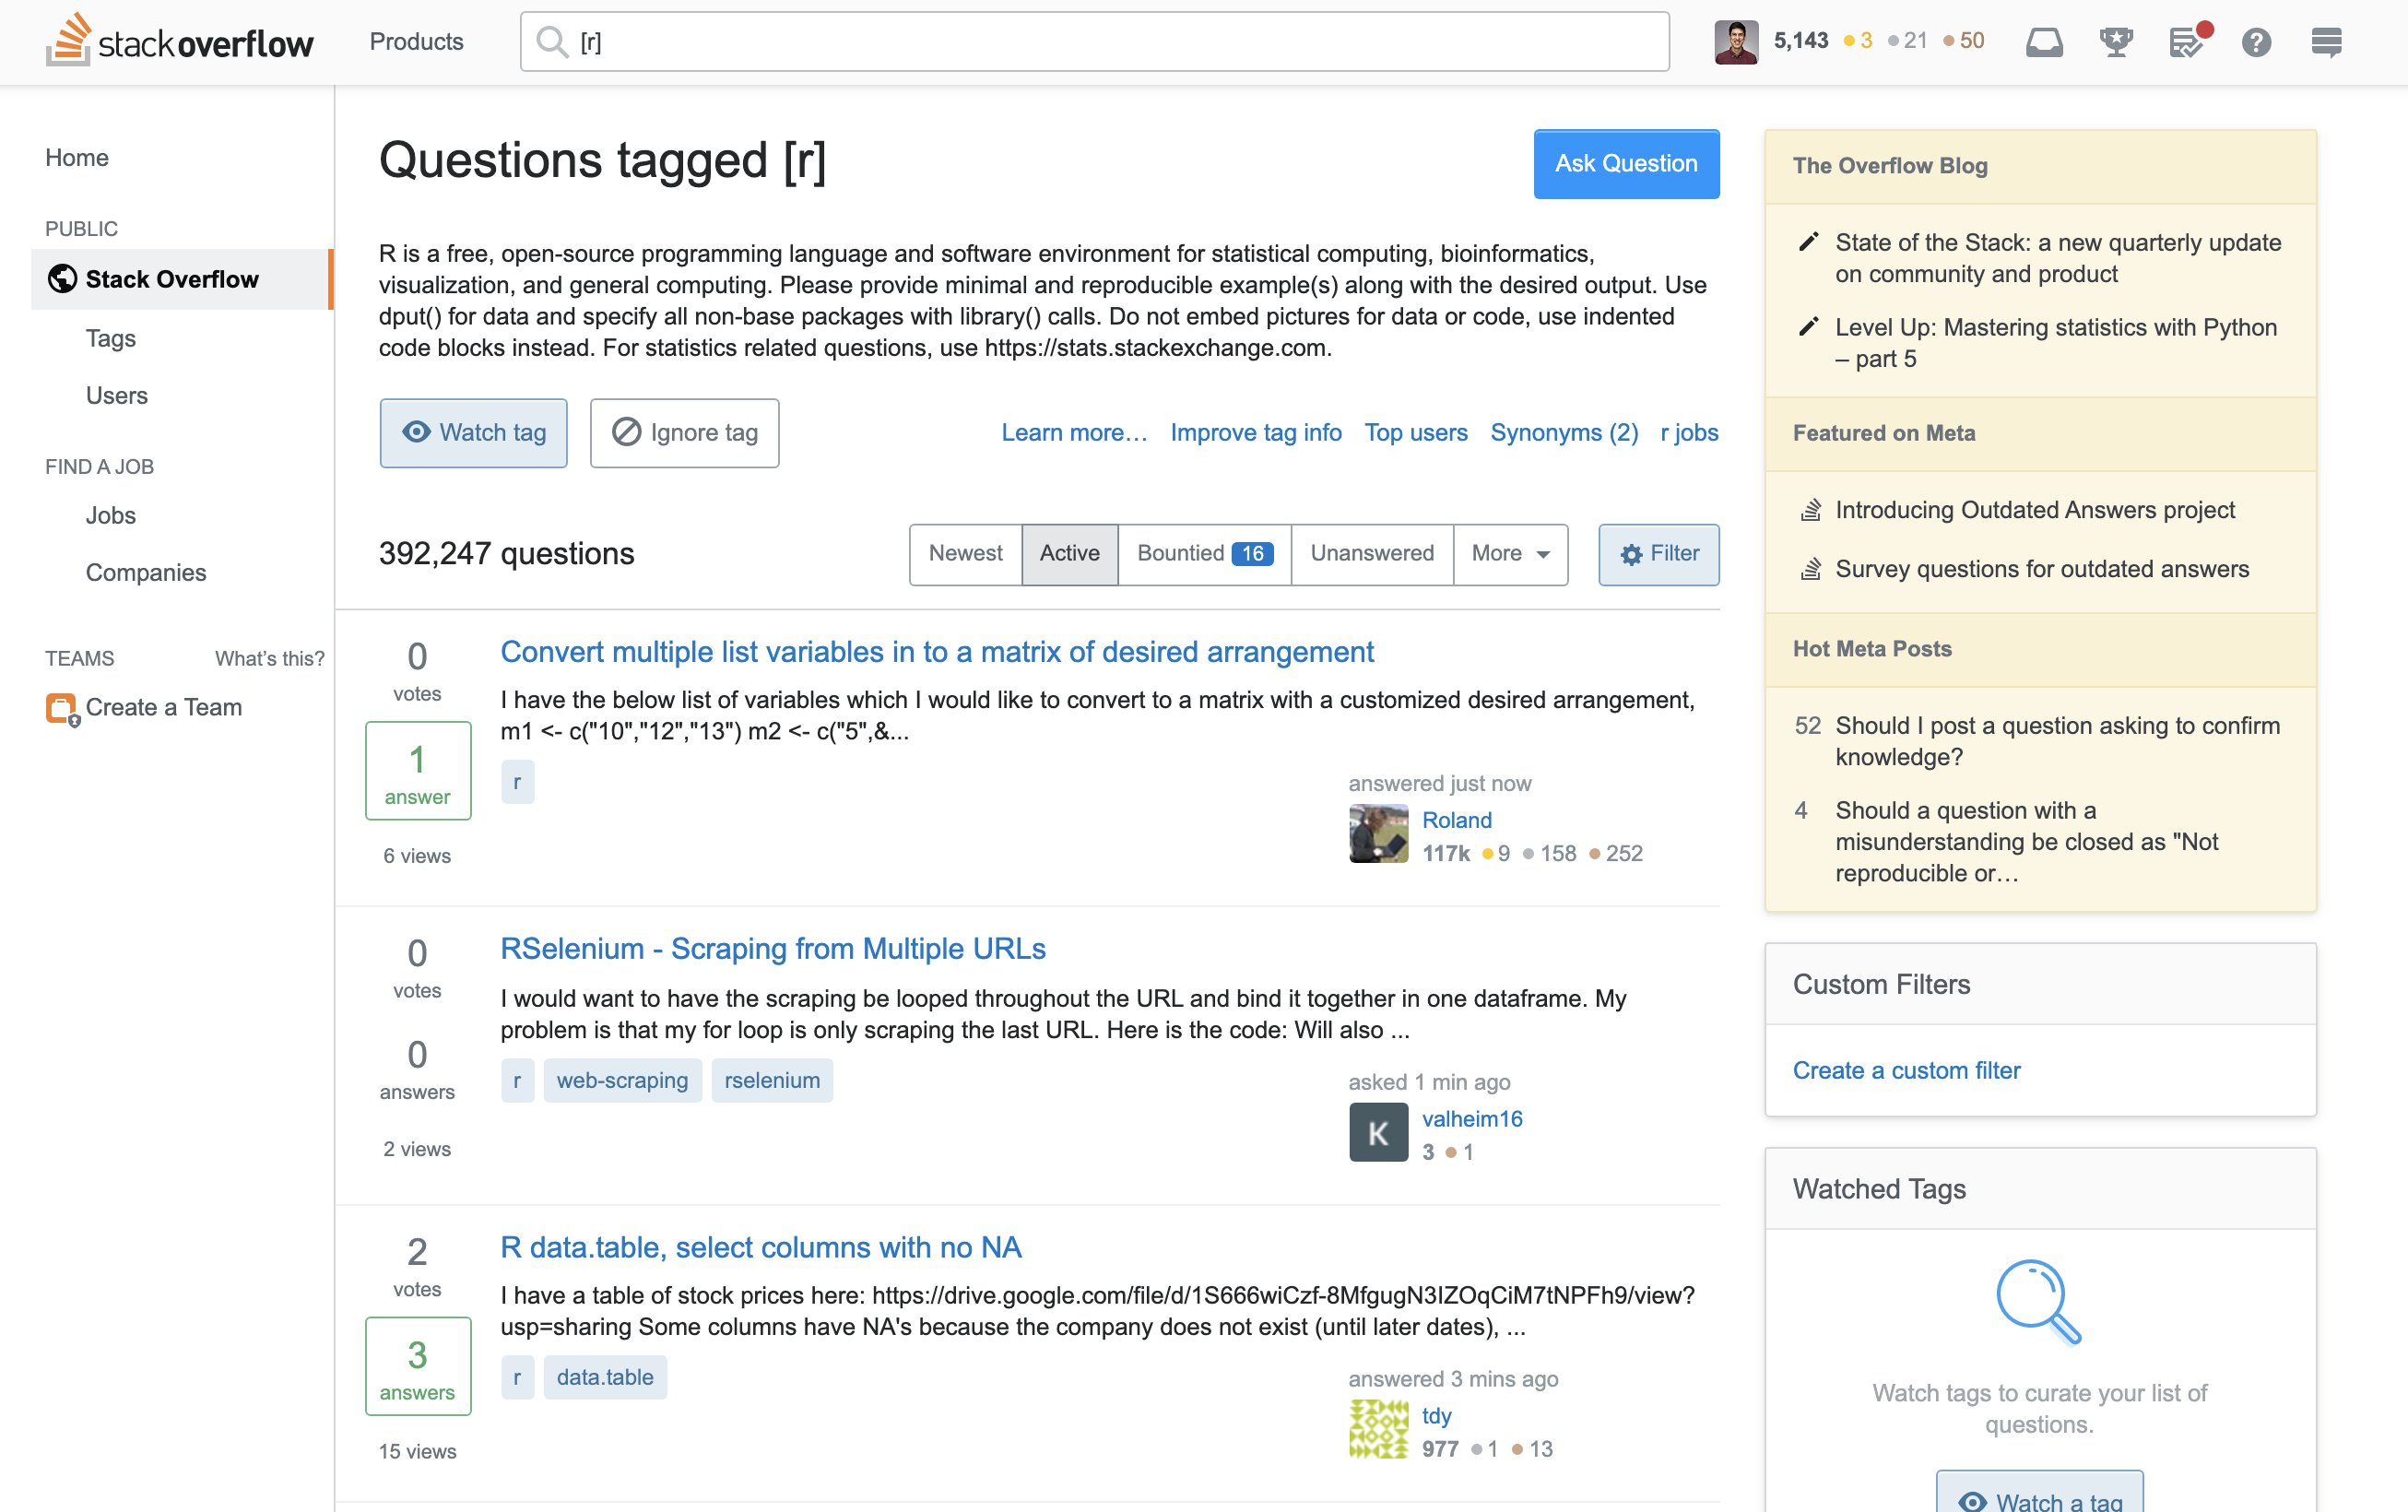 stackoverflow
Products
[r]
5,143 3 21 50
Home
PUBLIC
Stack Overflow
Tags
Users
FIND A JOB
Jobs
Companies
TEAMS What's this?
Create a Team
Questions tagged [r]
Ask Question
R is a free, open-source programming language and software environment for statistical computing, bioinformatics,
visualization, and general computing. Please provide minimal and reproducible example(s) along with the desired output. Use
dput() for data and specify all non-base packages with library() calls. Do not embed pictures for data or code, use indented
code blocks instead. For statistics related questions, use https://stats.stackexchange.com.
Watch tag
Ignore tag
Learn more… Improve tag info Top users Synonyms (2) r jobs
392,247 questions
Newest Active Bountied 16 Unanswered More
Filter
0
votes
1
answer
6 views
Convert multiple list variables in to a matrix of desired arrangement
I have the below list of variables which I would like to convert to a matrix with a customized desired arrangement,
m1 <- c("10","12","13") m2 <- c("5",&...
r
answered just now
Roland
117k 9 158 252
0
votes
0
answers
2 views
RSelenium - Scraping from Multiple URLs
I would want to have the scraping be looped throughout the URL and bind it together in one dataframe. My
problem is that my for loop is only scraping the last URL. Here is the code: Will also ...
r web-scraping rselenium
asked 1 min ago
K
valheim16
3 1
2
votes
3
answers
15 views
R data.table, select columns with no NA
I have a table of stock prices here: https://drive.google.com/file/d/1S666wiCzf-8MfgugN3IZOqCiM7tNPFh9/view?
usp=sharing Some columns have NA's because the company does not exist (until later dates), ...
r data.table
answered 3 mins ago
tdy
977 1 13
The Overflow Blog
State of the Stack: a new quarterly update
on community and product
Level Up: Mastering statistics with Python
– part 5
Featured on Meta
Introducing Outdated Answers project
Survey questions for outdated answers
Hot Meta Posts
52 Should I post a question asking to confirm
knowledge?
4 Should a question with a
misunderstanding be closed as "Not
reproducible or…
Custom Filters
Create a custom filter
Watched Tags
Watch tags to curate your list of
questions.
Watch a tag